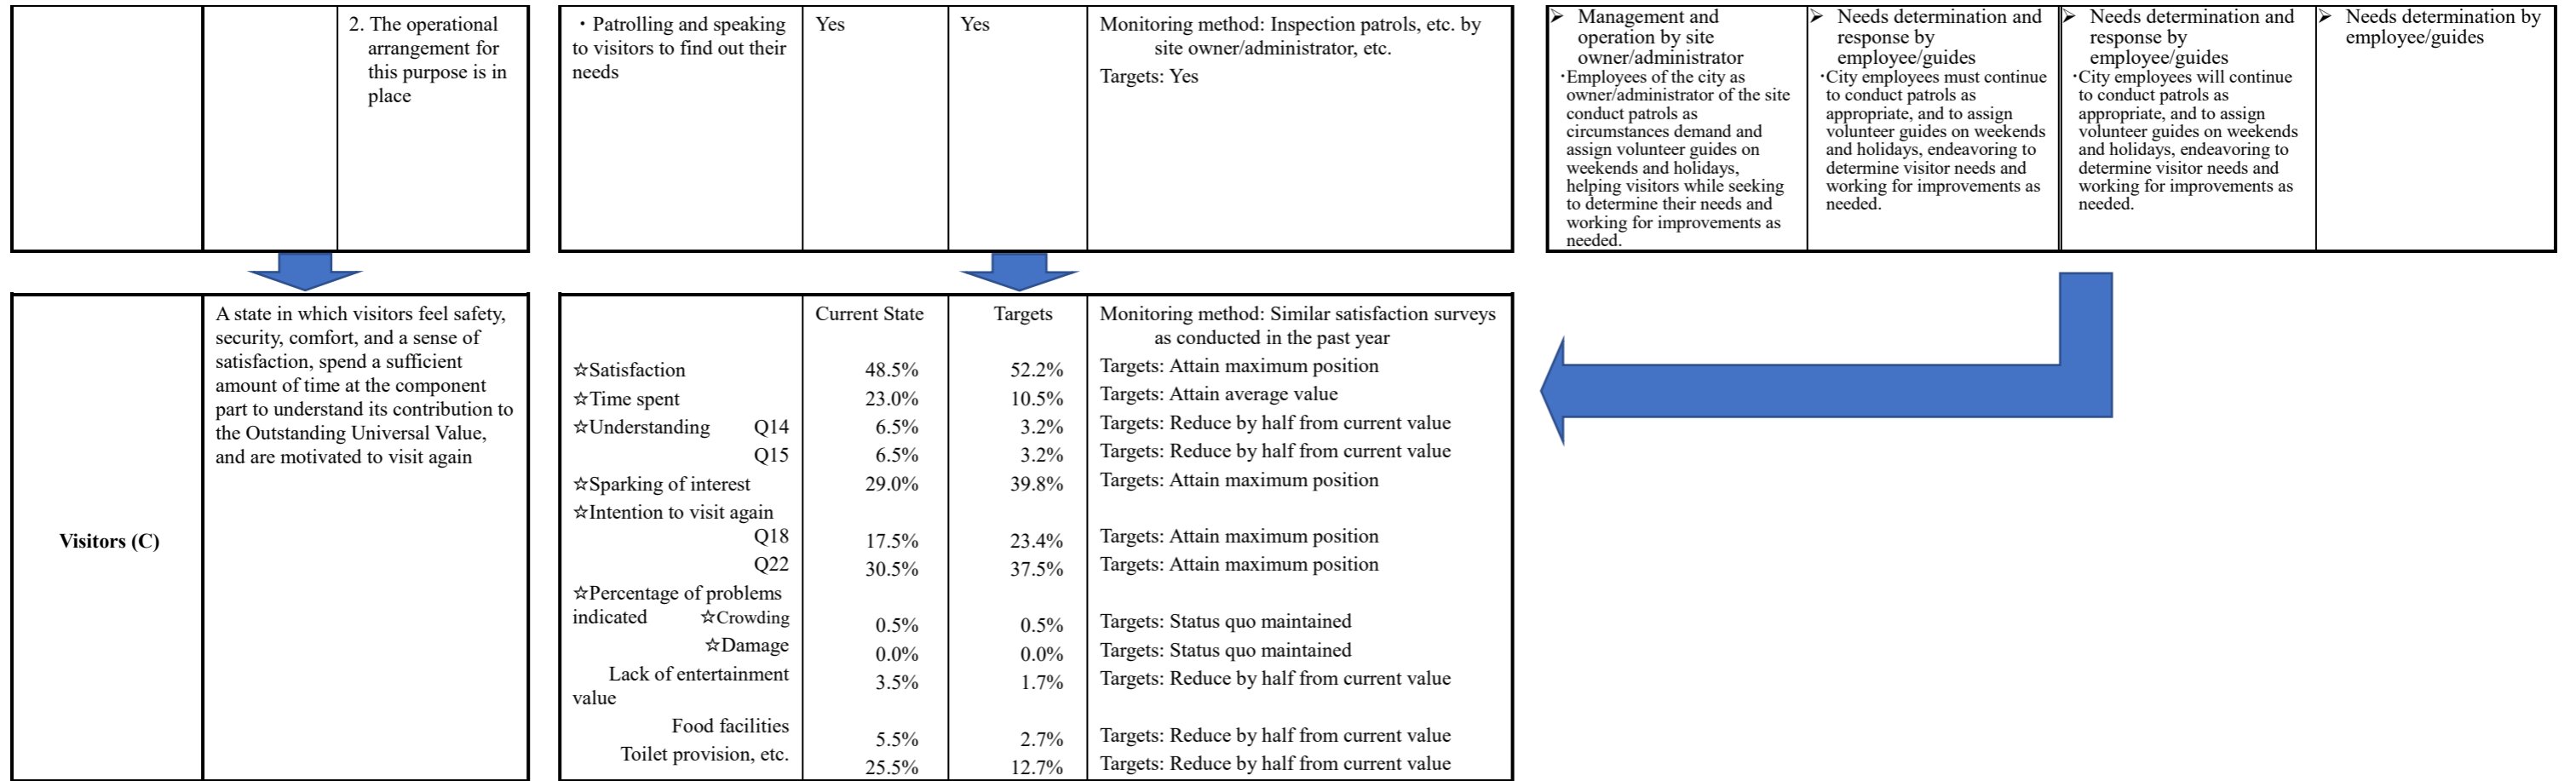 2. The operational
arrangement for
this purpose is in
place
・Patrolling and speaking
to visitors to find out their
needs
Yes
Yes
Monitoring method: Inspection patrols, etc. by
site owner/administrator, etc.
Targets: Yes
➢ Management and
operation by site
owner/administrator
・Employees of the city as
owner/administrator of the site
conduct patrols as
circumstances demand and
assign volunteer guides on
weekends and holidays,
helping visitors while seeking
to determine their needs and
working for improvements as
needed.
➢ Needs determination and
response by
employee/guides
・City employees must continue
to conduct patrols as
appropriate, and to assign
volunteer guides on weekends
and holidays, endeavoring to
determine visitor needs and
working for improvements as
needed.
➢ Needs determination and
response by
employee/guides
・City employees will continue
to conduct patrols as
appropriate, and to assign
volunteer guides on weekends
and holidays, endeavoring to
determine visitor needs and
working for improvements as
needed.
➢ Needs determination by
employee/guides
Visitors (C)
A state in which visitors feel safety,
security, comfort, and a sense of
satisfaction, spend a sufficient
amount of time at the component
part to understand its contribution to
the Outstanding Universal Value,
and are motivated to visit again
Current State Targets Monitoring method: Similar satisfaction surveys
as conducted in the past year
☆Satisfaction 48.5% 52.2% Targets: Attain maximum position
☆Time spent 23.0% 10.5% Targets: Attain average value
☆Understanding Q14 6.5% 3.2% Targets: Reduce by half from current value
Q15 6.5% 3.2% Targets: Reduce by half from current value
☆Sparking of interest 29.0% 39.8% Targets: Attain maximum position
☆Intention to visit again
Q18 17.5% 23.4% Targets: Attain maximum position
Q22 30.5% 37.5% Targets: Attain maximum position
☆Percentage of problems
indicated ☆Crowding 0.5% 0.5% Targets: Status quo maintained
☆Damage 0.0% 0.0% Targets: Status quo maintained
Lack of entertainment
value 3.5% 1.7% Targets: Reduce by half from current value
Food facilities 5.5% 2.7% Targets: Reduce by half from current value
Toilet provision, etc. 25.5% 12.7% Targets: Reduce by half from current value